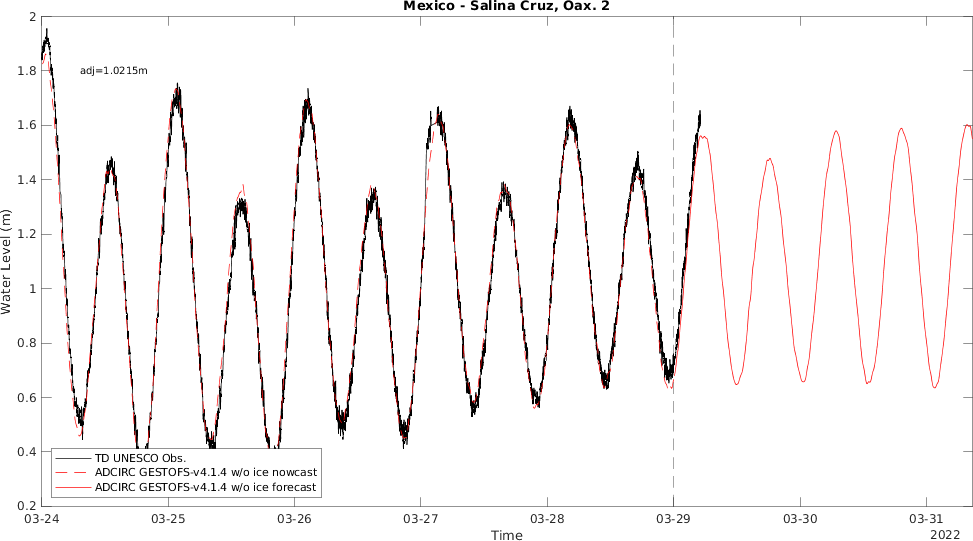 Mexico - Salina Cruz, Oax. 2
2
1.8
1.6
1.4
1.2
1
0.8
0.6
0.4
0.2
Water Level (m)
adj=1.0215m
TD UNESCO Obs.
ADCIRC GESTOFS-v4.1.4 w/o ice nowcast
ADCIRC GESTOFS-v4.1.4 w/o ice forecast
03-24 03-25 03-26 03-27 03-28 03-29 03-30 03-31
Time
2022